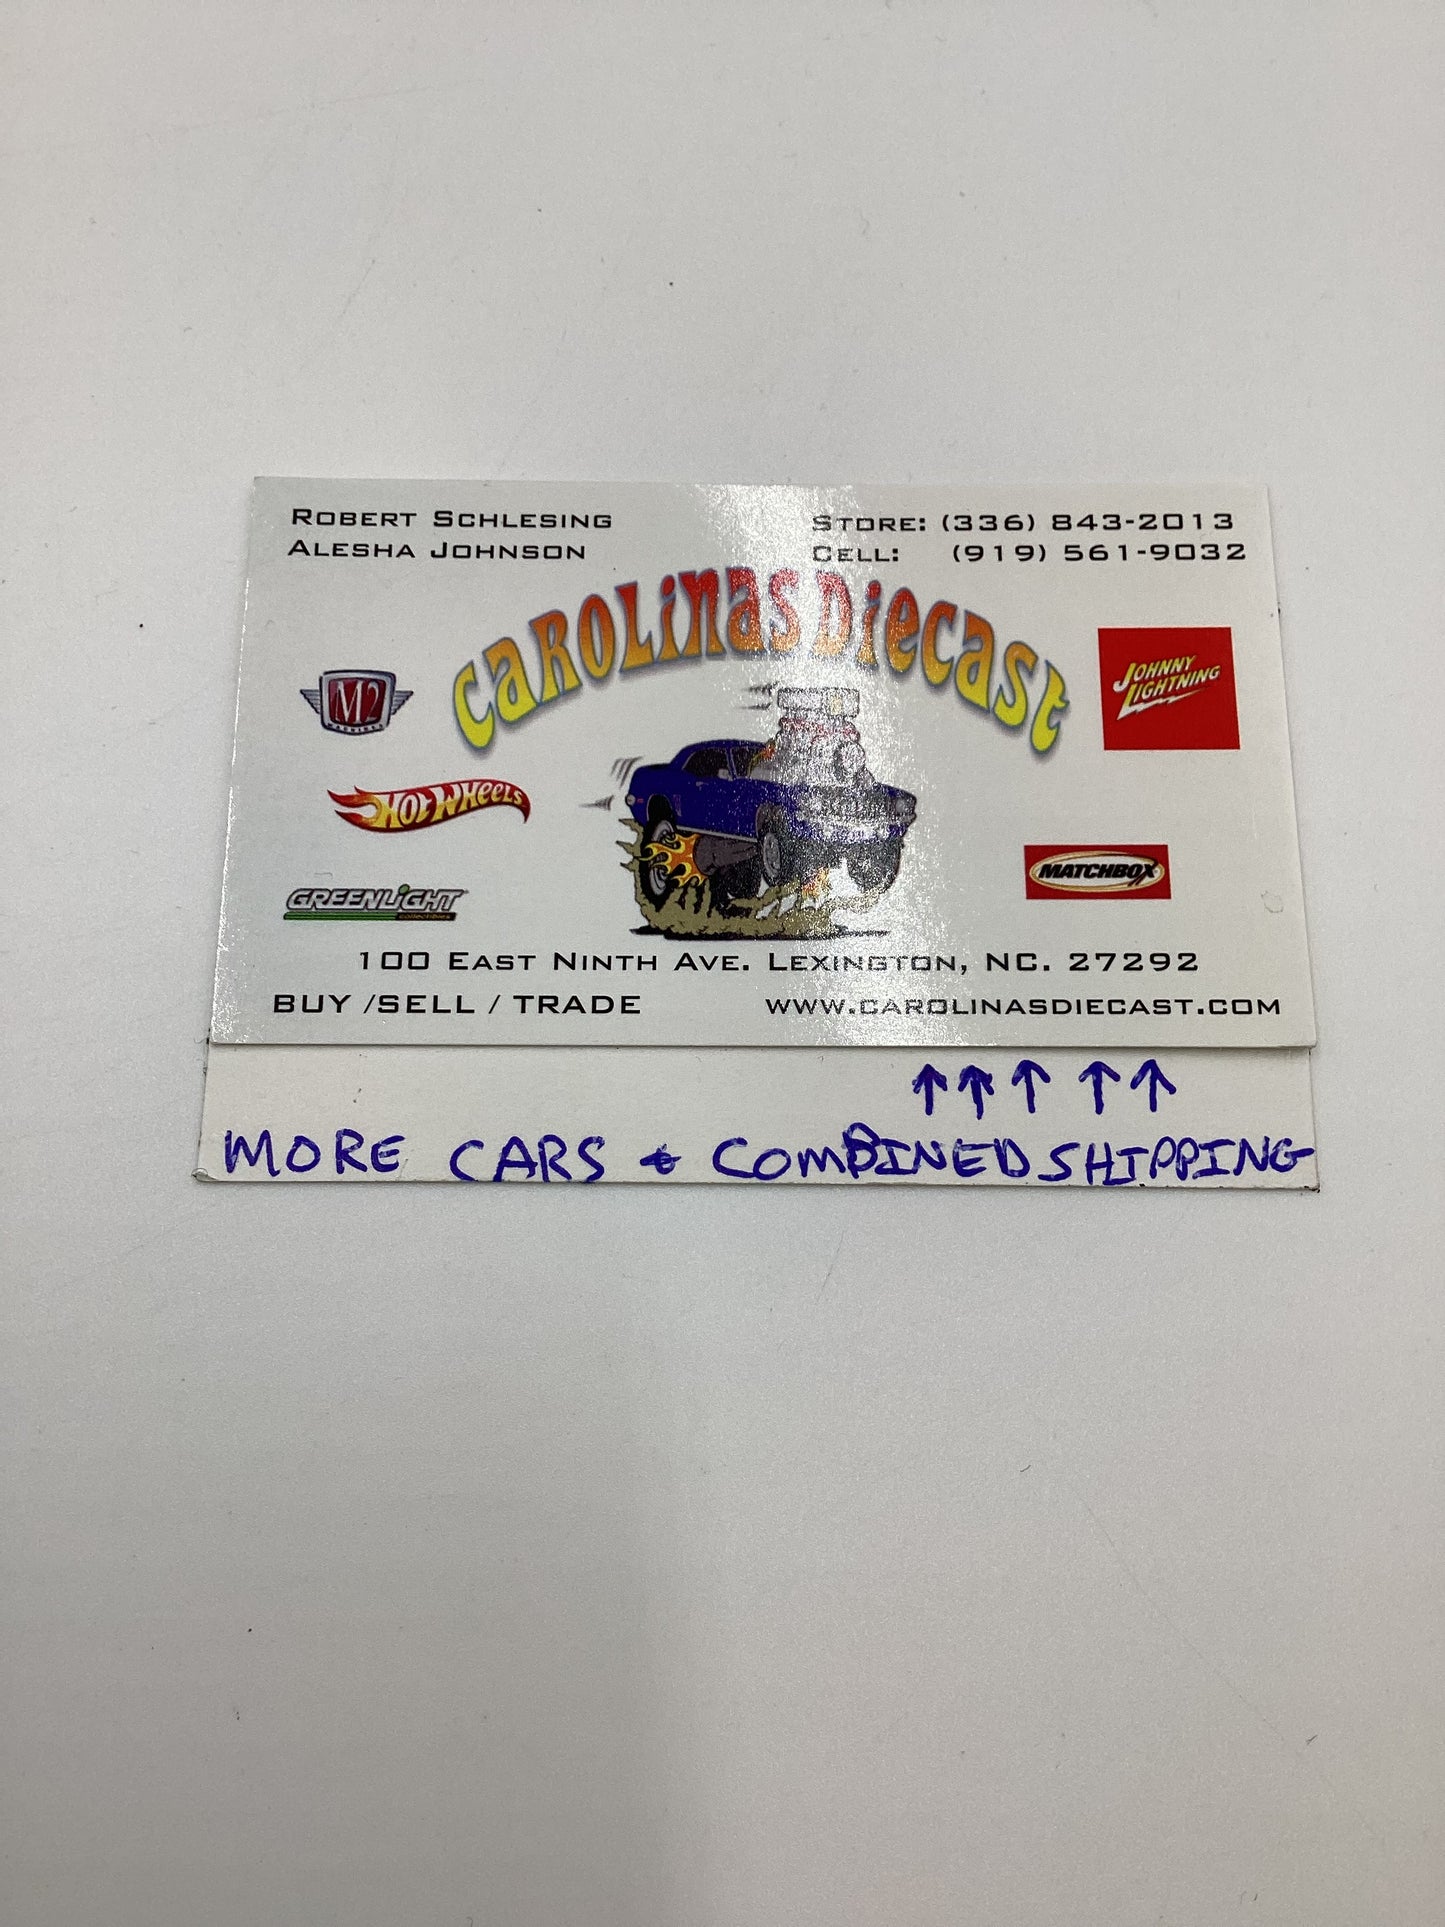 ROBERT SCHLESING
ALESHA JOHNSON
STORE: (336) 843-2013
CELL: (919) 561-9032
CAROLINAS DIECAST
M2
MACHINES
JOHNNY
LIGHTNING
HOT WHEELS
MATCHBOX
GREENLIGHT
collectibles
100 EAST NINTH AVE. LEXINGTON, NC. 27292
BUY /SELL / TRADE
WWW.CAROLINASDIECAST.COM
↑↑↑ ↑↑
MORE CARS & COMBINED SHIPPING